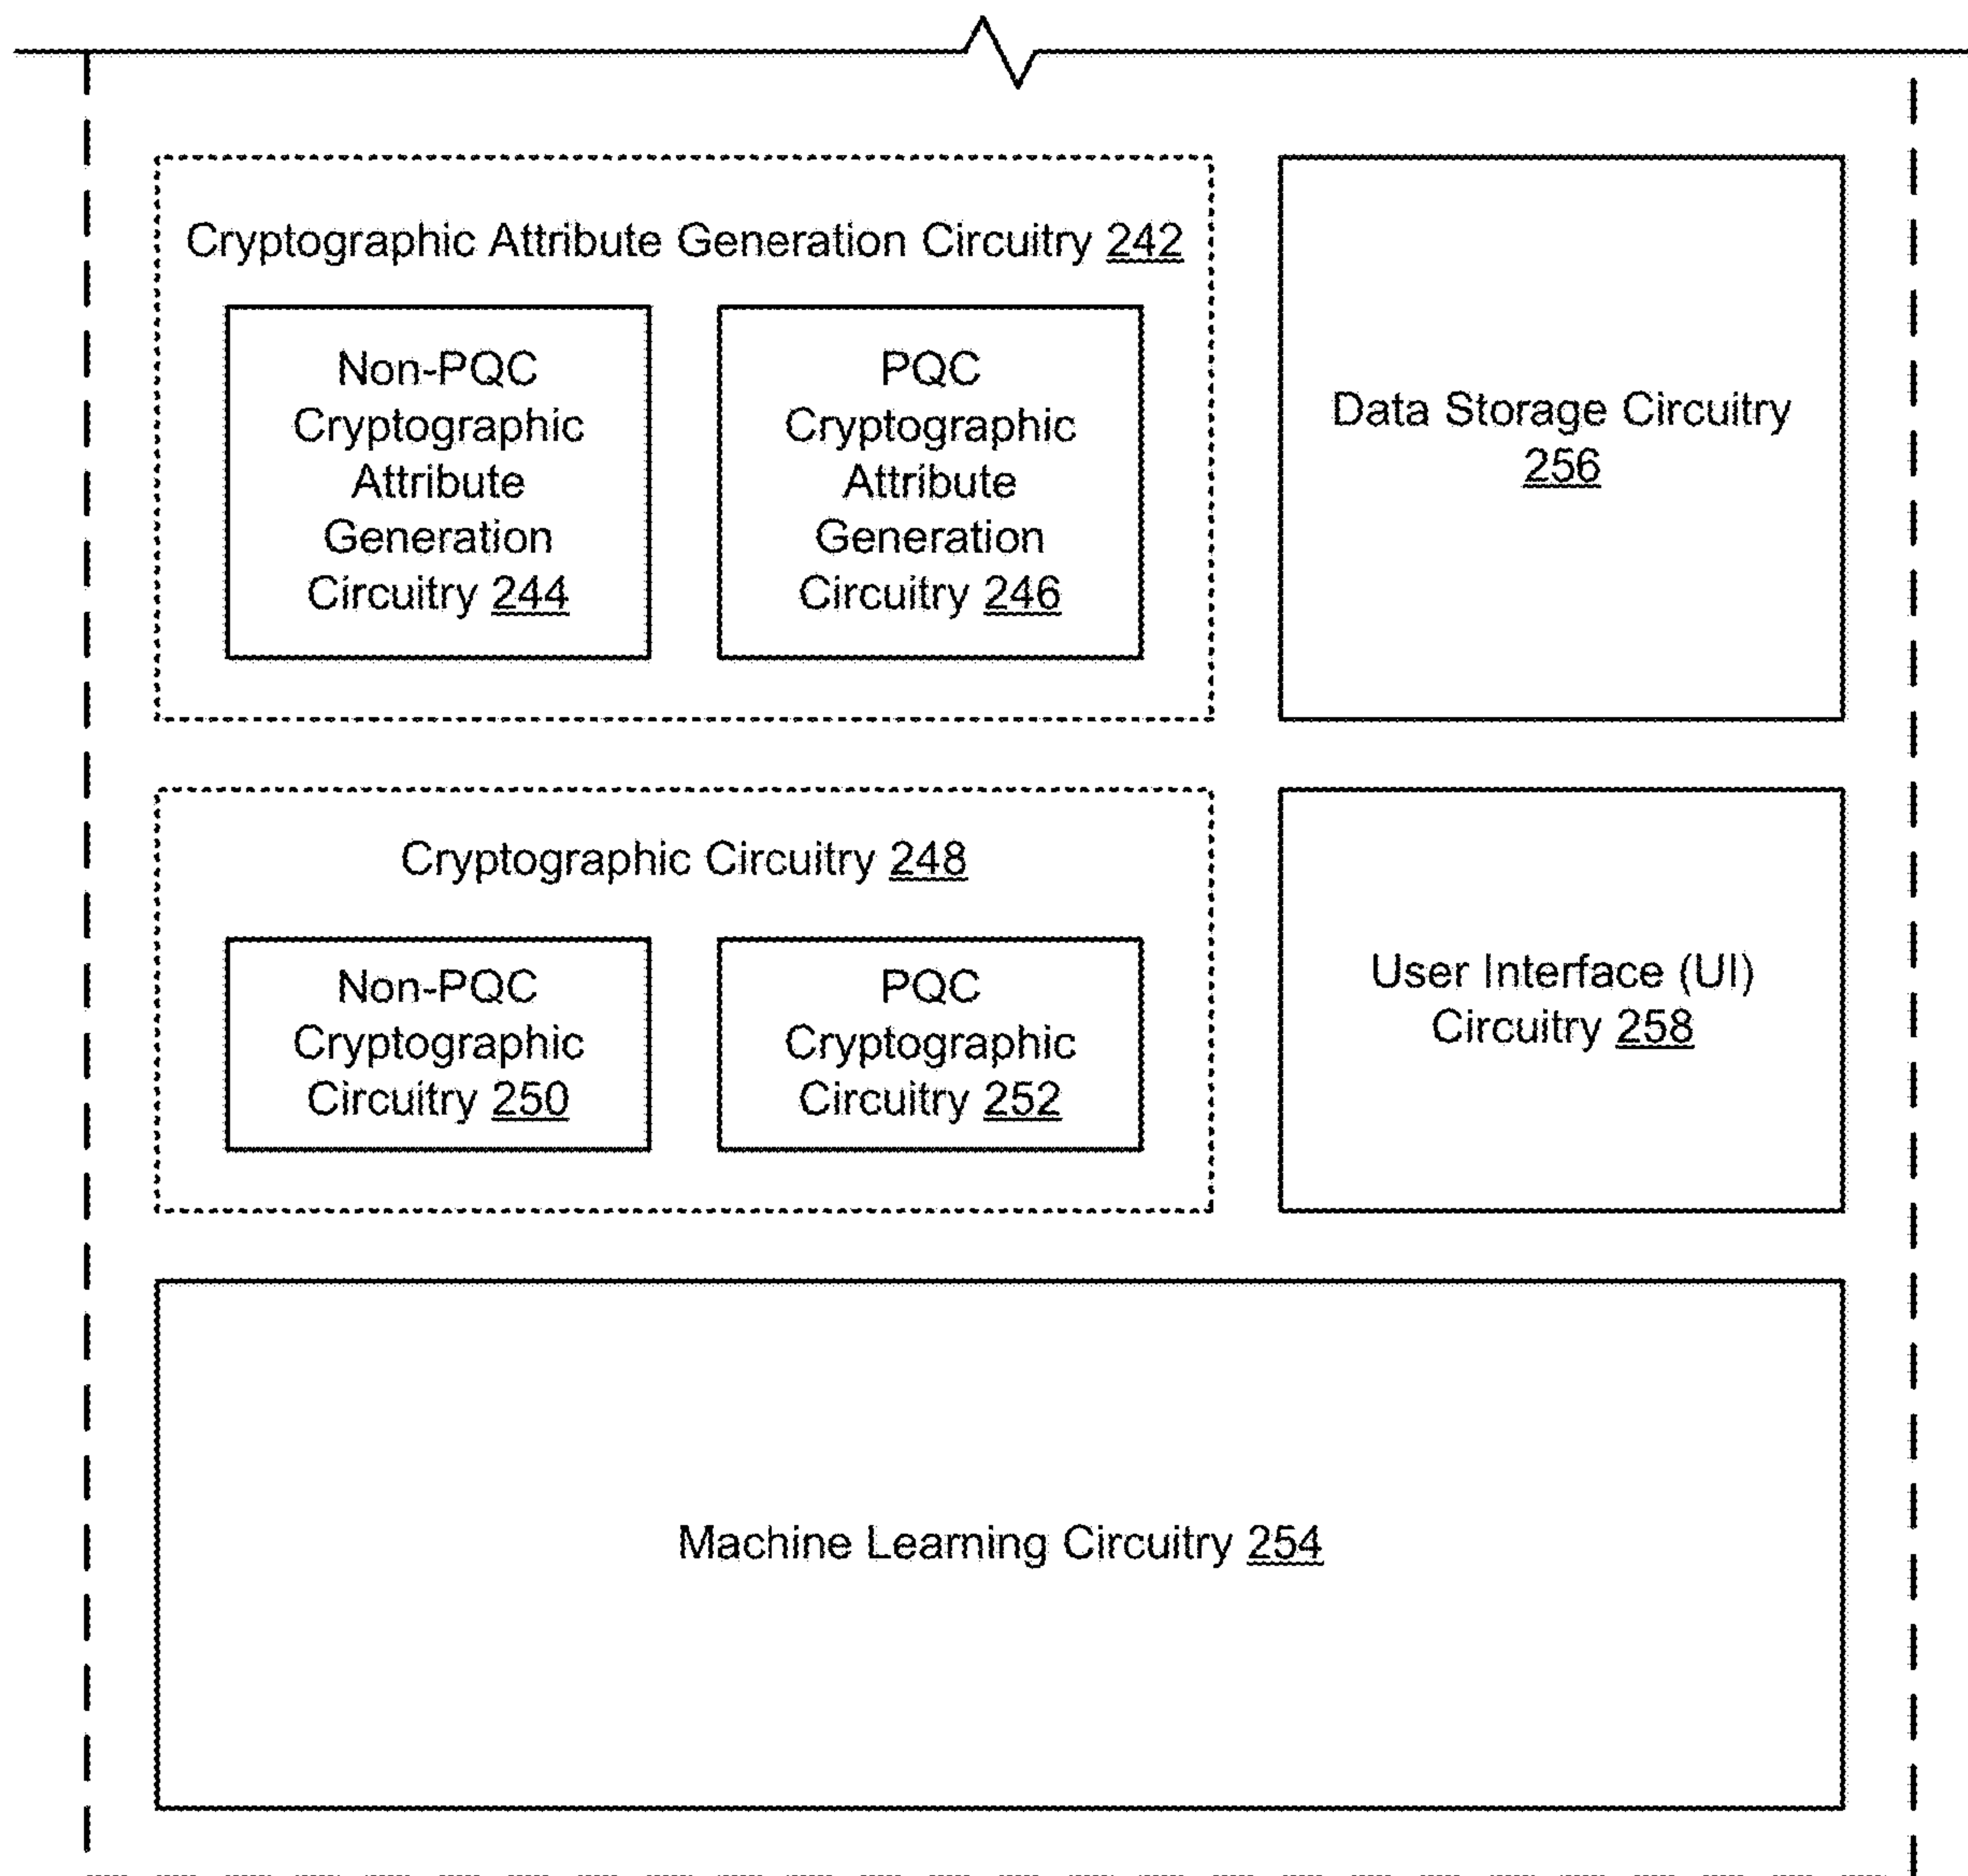 Cryptographic Attribute Generation Circuitry 242
Non-PQC
Cryptographic
Attribute
Generation
Circuitry 244
PQC
Cryptographic
Attribute
Generation
Circuitry 246
Data Storage Circuitry
256
Cryptographic Circuitry 248
Non-PQC
Cryptographic
Circuitry 250
PQC
Cryptographic
Circuitry 252
User Interface (UI)
Circuitry 258
Machine Learning Circuitry 254